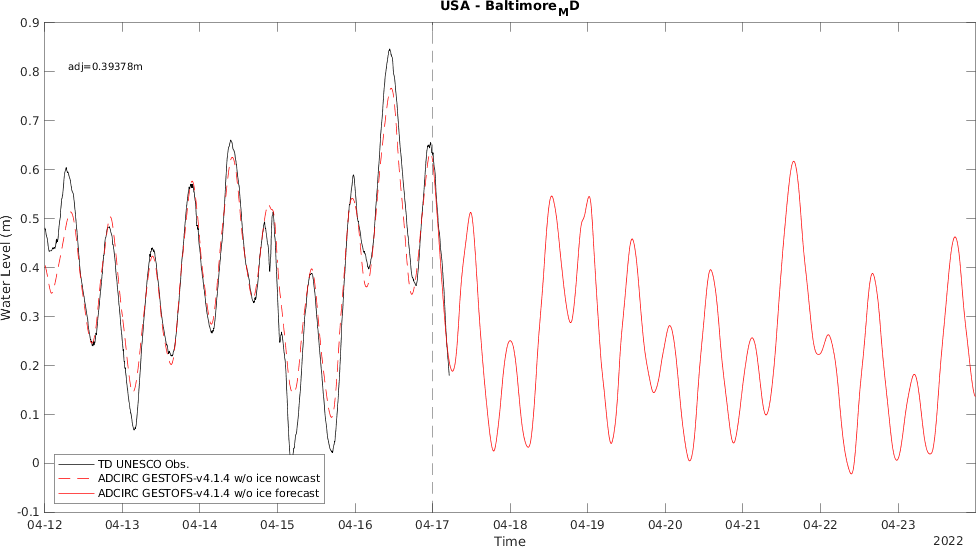 USA - Baltimore_MD
0.9
adj=0.39378m
0.8
0.7
0.6
0.5
0.4
0.3
0.2
0.1
0
-0.1
Water Level (m)
TD UNESCO Obs.
ADCIRC GESTOFS-v4.1.4 w/o ice nowcast
ADCIRC GESTOFS-v4.1.4 w/o ice forecast
04-12 04-13 04-14 04-15 04-16 04-17 04-18 04-19 04-20 04-21 04-22 04-23
Time
2022